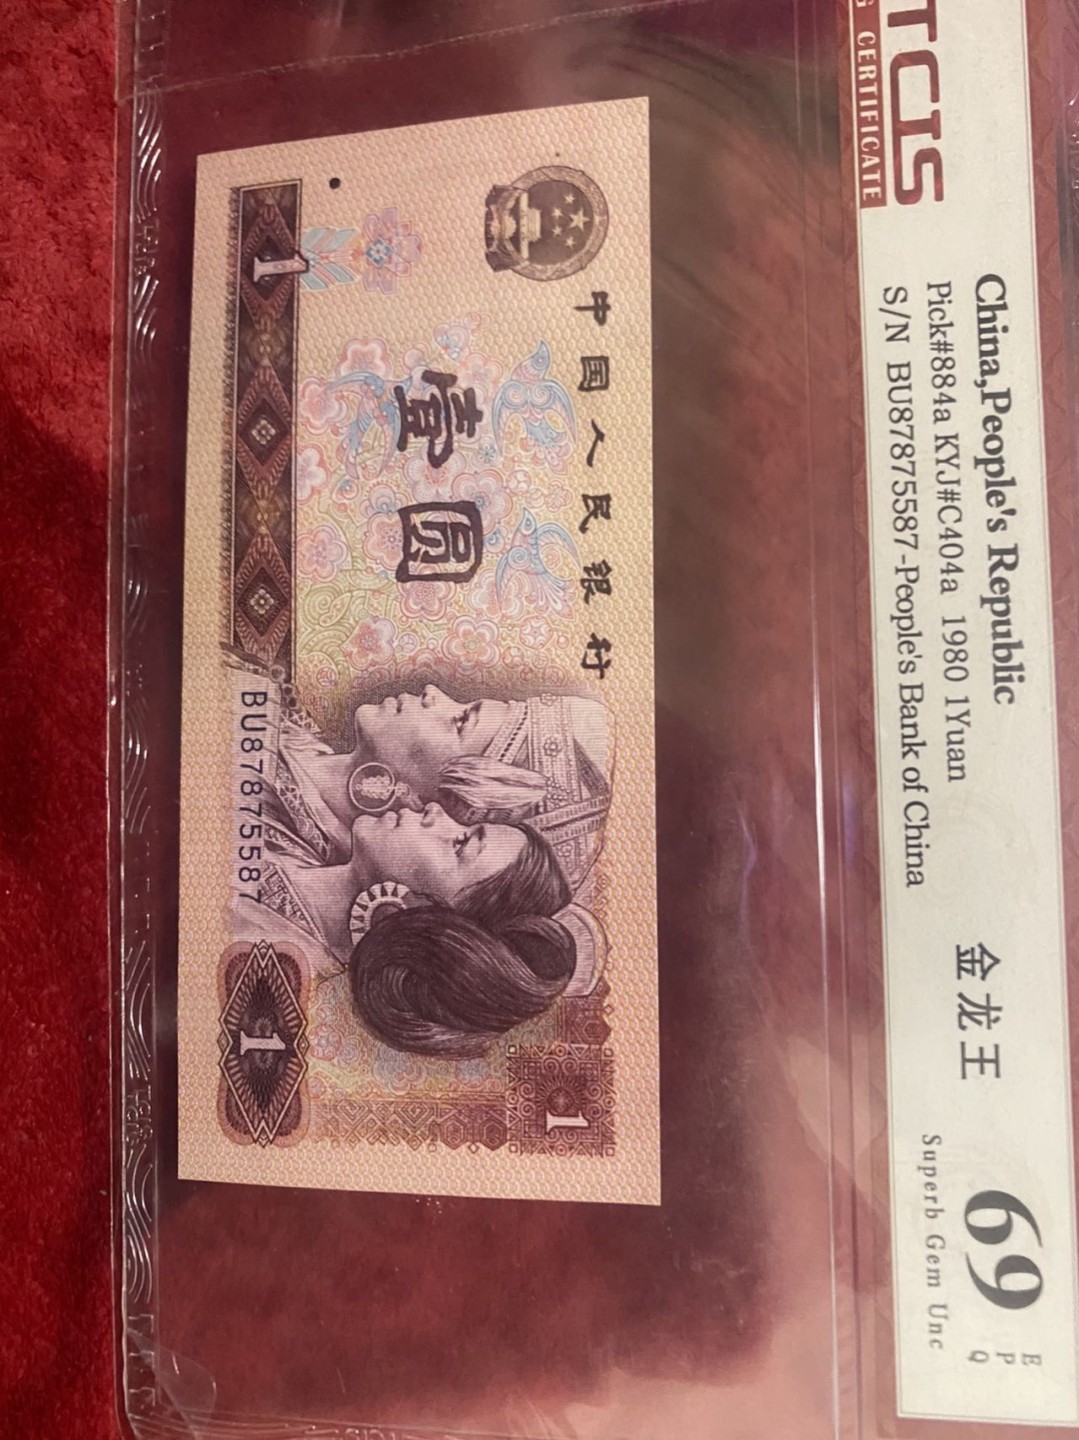 TCIS
G CERTIFICATE
China,People's Republic
Pick#884a KYJ#C404a 1980 1Yuan
S/N BU87875587-People's Bank of China
金龙王
69
EPQ
Superb Gem Unc
中国人民银行
壹圆
1
BU87875587
1
1